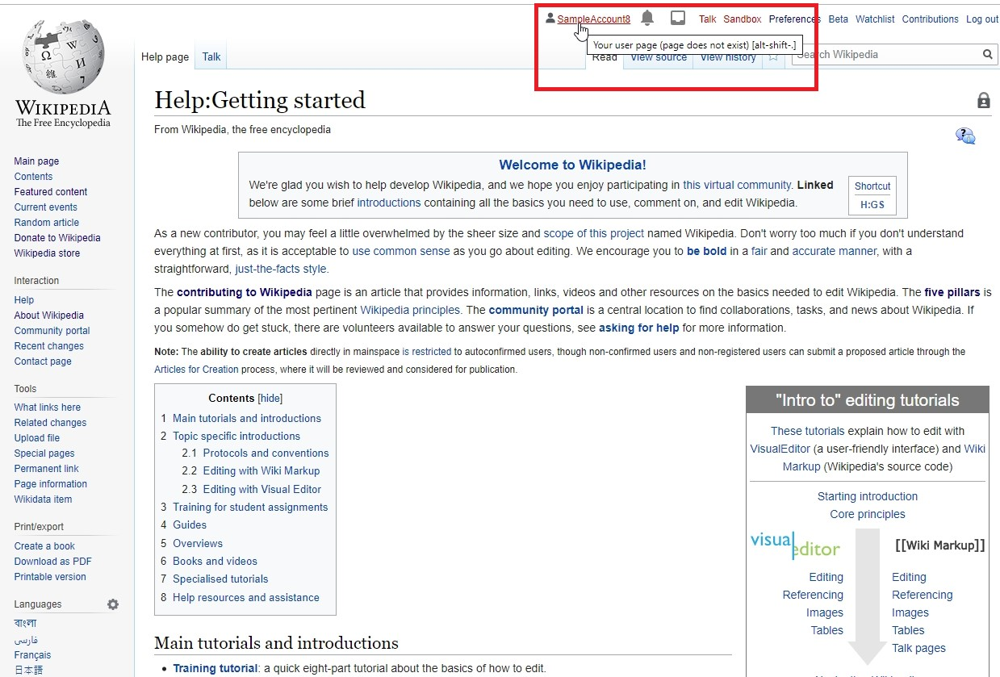 SampleAccount8 Talk Sandbox Preferences Beta Watchlist Contributions Log out
Your user page (page does not exist) [alt-shift-.]
Help page Talk Read View source View history Search Wikipedia
WIKIPEDIA
The Free Encyclopedia
Main page
Contents
Featured content
Current events
Random article
Donate to Wikipedia
Wikipedia store
Interaction
Help
About Wikipedia
Community portal
Recent changes
Contact page
Tools
What links here
Related changes
Upload file
Special pages
Permanent link
Page information
Wikidata item
Print/export
Create a book
Download as PDF
Printable version
Languages
বাংলা
فارسی
Français
日本語
Help:Getting started
From Wikipedia, the free encyclopedia
Welcome to Wikipedia!
We're glad you wish to help develop Wikipedia, and we hope you enjoy participating in this virtual community. Linked
below are some brief introductions containing all the basics you need to use, comment on, and edit Wikipedia.
Shortcut
H:GS
As a new contributor, you may feel a little overwhelmed by the sheer size and scope of this project named Wikipedia. Don't worry too much if you don't understand
everything at first, as it is acceptable to use common sense as you go about editing. We encourage you to be bold in a fair and accurate manner, with a
straightforward, just-the-facts style.
The contributing to Wikipedia page is an article that provides information, links, videos and other resources on the basics needed to edit Wikipedia. The five pillars is
a popular summary of the most pertinent Wikipedia principles. The community portal is a central location to find collaborations, tasks, and news about Wikipedia. If
you somehow do get stuck, there are volunteers available to answer your questions, see asking for help for more information.
Note: The ability to create articles directly in mainspace is restricted to autoconfirmed users, though non-confirmed users and non-registered users can submit a proposed article through the
Articles for Creation process, where it will be reviewed and considered for publication.
Contents [hide]
1 Main tutorials and introductions
2 Topic specific introductions
2.1 Protocols and conventions
2.2 Editing with Wiki Markup
2.3 Editing with Visual Editor
3 Training for student assignments
4 Guides
5 Overviews
6 Books and videos
7 Specialised tutorials
8 Help resources and assistance
"Intro to" editing tutorials
These tutorials explain how to edit with
VisualEditor (a user-friendly interface) and Wiki
Markup (Wikipedia's source code)
Starting introduction
Core principles
visual editor [[Wiki Markup]]
Editing Editing
Referencing Referencing
Images Images
Tables Tables
Talk pages
Main tutorials and introductions
• Training tutorial: a quick eight-part tutorial about the basics of how to edit.